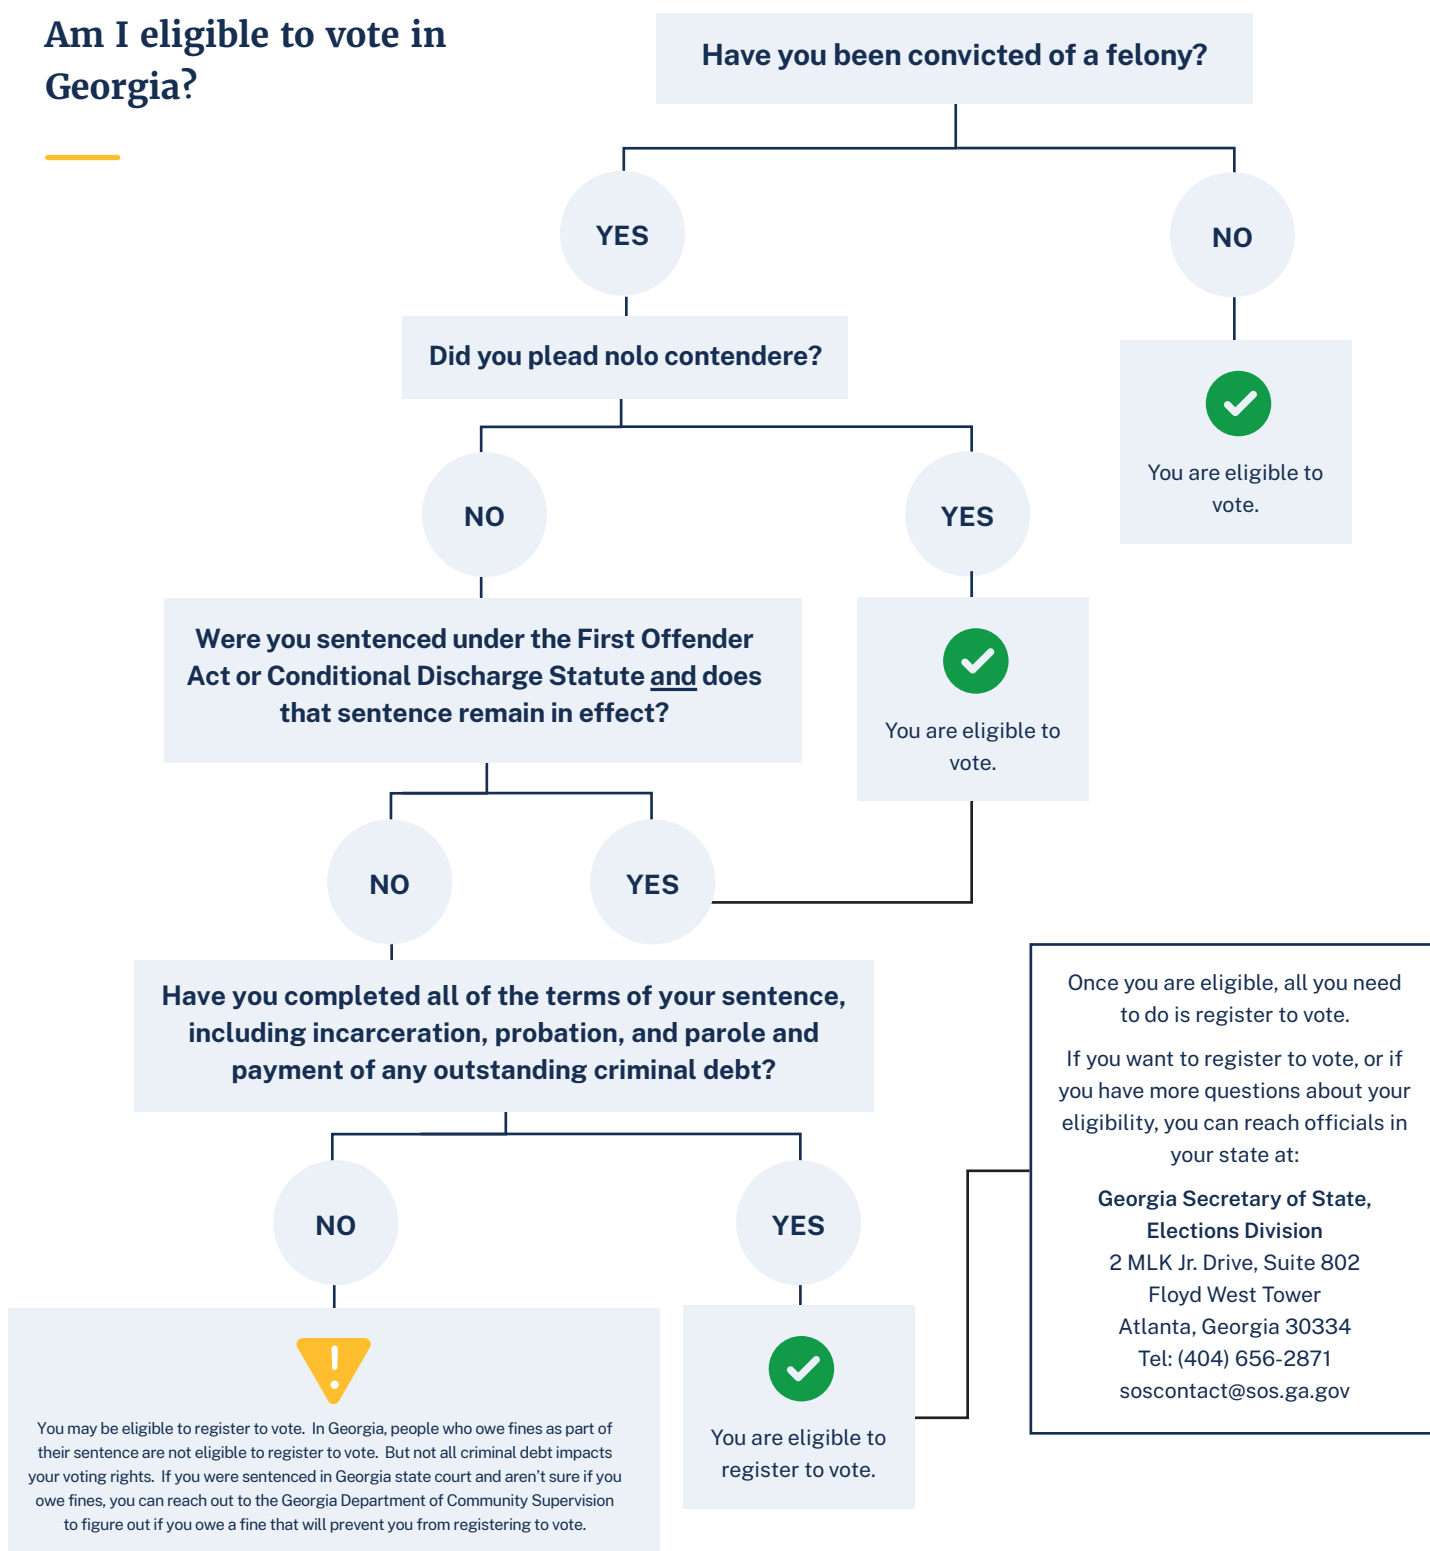 Am I eligible to vote in
Georgia?
Have you been convicted of a felony?
YES
NO
Did you plead nolo contendere?
You are eligible to
vote.
NO
YES
Were you sentenced under the First Offender
Act or Conditional Discharge Statute and does
that sentence remain in effect?
You are eligible to
vote.
NO
YES
Have you completed all of the terms of your sentence,
including incarceration, probation, and parole and
payment of any outstanding criminal debt?
NO
YES
You may be eligible to register to vote.  In Georgia, people who owe fines as part of
their sentence are not eligible to register to vote.  But not all criminal debt impacts
your voting rights.  If you were sentenced in Georgia state court and aren't sure if you
owe fines, you can reach out to the Georgia Department of Community Supervision
to figure out if you owe a fine that will prevent you from registering to vote.
You are eligible to
register to vote.
Once you are eligible, all you need
to do is register to vote.
If you want to register to vote, or if
you have more questions about your
eligibility, you can reach officials in
your state at:
Georgia Secretary of State,
Elections Division
2 MLK Jr. Drive, Suite 802
Floyd West Tower
Atlanta, Georgia 30334
Tel: (404) 656-2871
soscontact@sos.ga.gov